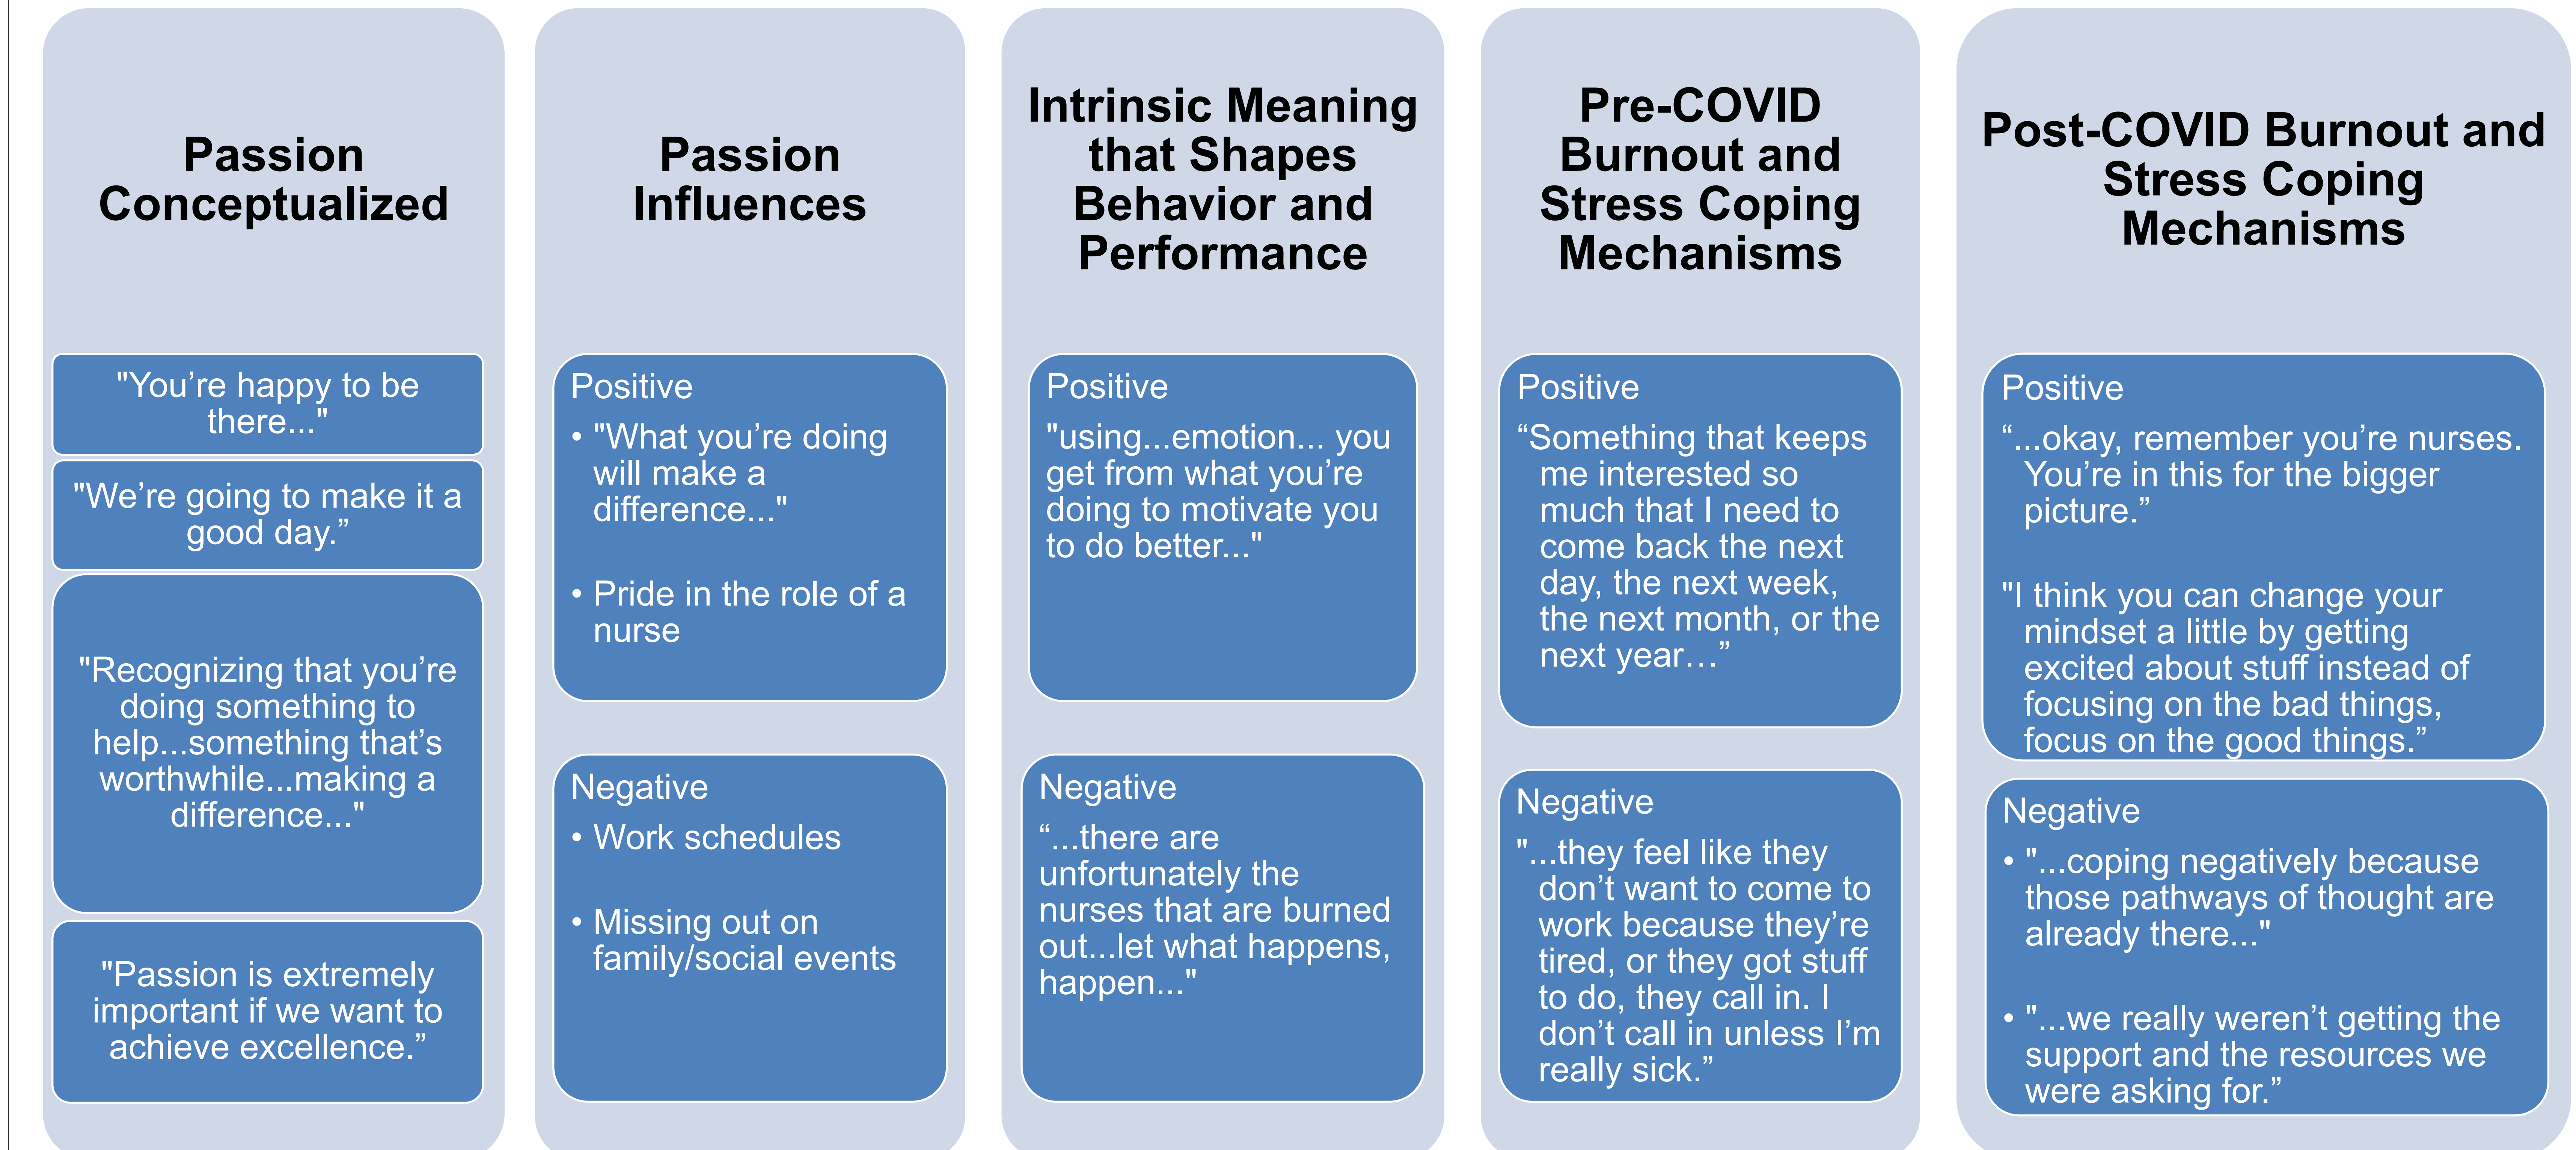 Passion
Conceptualized
"You’re happy to be
there..."
"We’re going to make it a
good day.”
"Recognizing that you’re
doing something to
help...something that’s
worthwhile...making a
difference..."
"Passion is extremely
important if we want to
achieve excellence.”
Passion
Influences
Positive
• "What you’re doing
will make a
difference..."
• Pride in the role of a
nurse
Negative
• Work schedules
• Missing out on
family/social events
Intrinsic Meaning
that Shapes
Behavior and
Performance
Positive
"using...emotion... you
get from what you’re
doing to motivate you
to do better..."
Negative
“...there are
unfortunately the
nurses that are burned
out...let what happens,
happen..."
Pre-COVID
Burnout and
Stress Coping
Mechanisms
Positive
“Something that keeps
me interested so
much that I need to
come back the next
day, the next week,
the next month, or the
next year…”
Negative
"...they feel like they
don’t want to come to
work because they’re
tired, or they got stuff
to do, they call in. I
don’t call in unless I’m
really sick.”
Post-COVID Burnout and
Stress Coping
Mechanisms
Positive
“...okay, remember you’re nurses.
You’re in this for the bigger
picture.”
"I think you can change your
mindset a little by getting
excited about stuff instead of
focusing on the bad things,
focus on the good things.”
Negative
• "...coping negatively because
those pathways of thought are
already there..."
• "...we really weren’t getting the
support and the resources we
were asking for.”